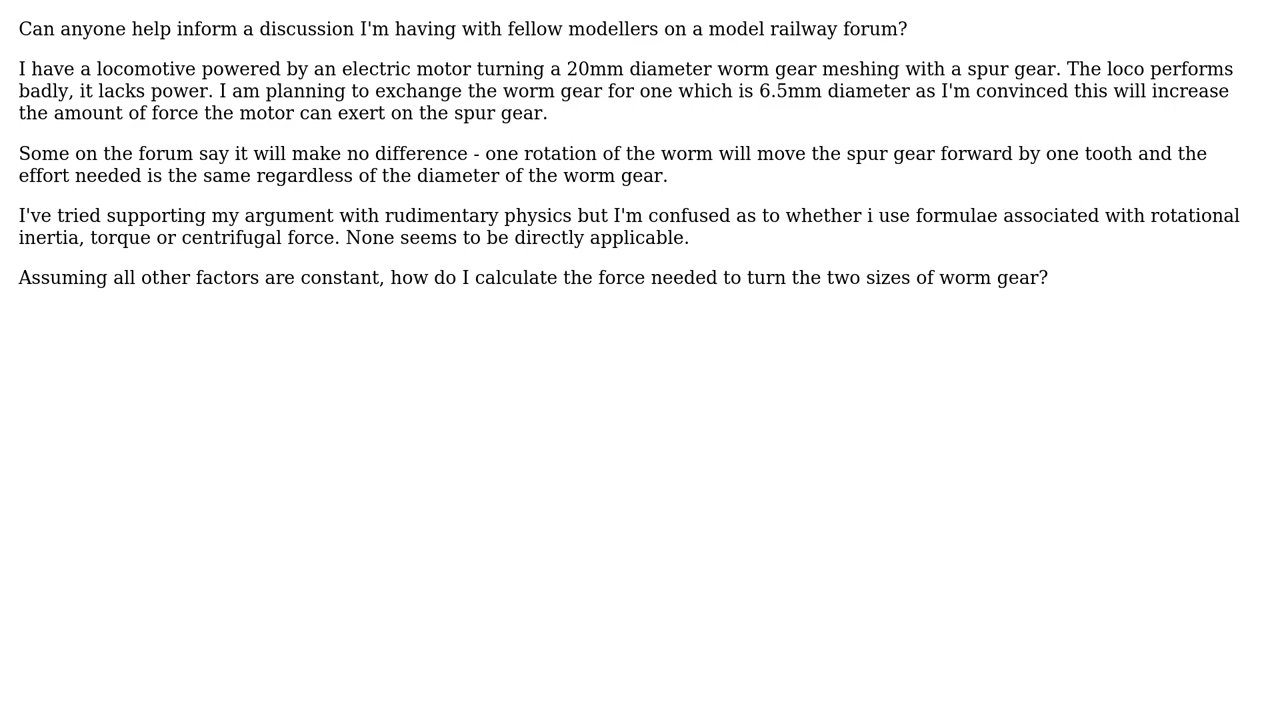 Can anyone help inform a discussion I'm having with fellow modellers on a model railway forum?
I have a locomotive powered by an electric motor turning a 20mm diameter worm gear meshing with a spur gear. The loco performs
badly, it lacks power. I am planning to exchange the worm gear for one which is 6.5mm diameter as I'm convinced this will increase
the amount of force the motor can exert on the spur gear.
Some on the forum say it will make no difference - one rotation of the worm will move the spur gear forward by one tooth and the
effort needed is the same regardless of the diameter of the worm gear.
I've tried supporting my argument with rudimentary physics but I'm confused as to whether i use formulae associated with rotational
inertia, torque or centrifugal force. None seems to be directly applicable.
Assuming all other factors are constant, how do I calculate the force needed to turn the two sizes of worm gear?